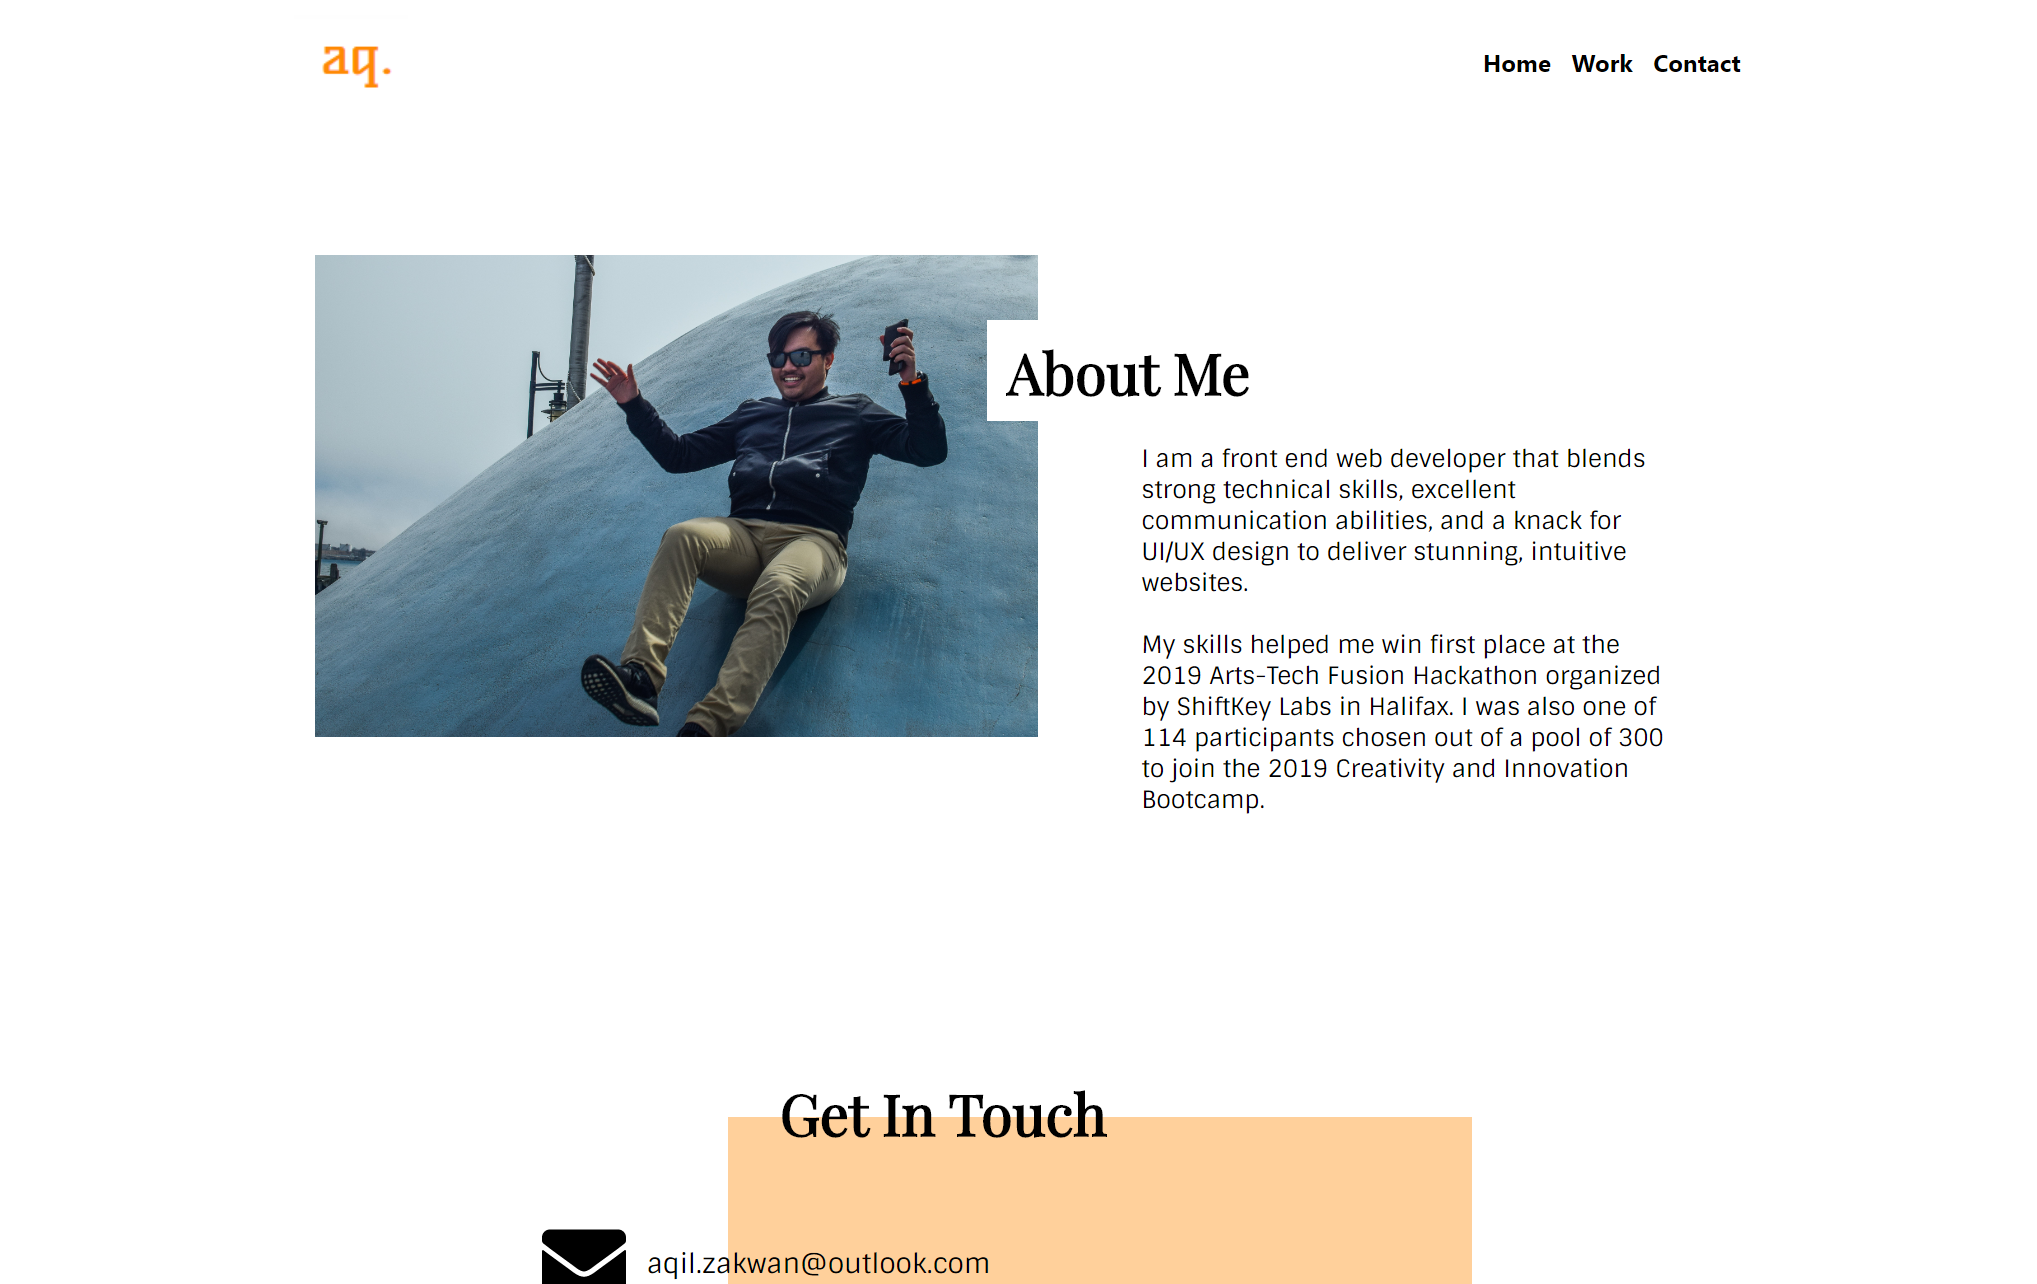 aq.
Home Work Contact
About Me
I am a front end web developer that blends
strong technical skills, excellent
communication abilities, and a knack for
UI/UX design to deliver stunning, intuitive
websites.
My skills helped me win first place at the
2019 Arts-Tech Fusion Hackathon organized
by ShiftKey Labs in Halifax. I was also one of
114 participants chosen out of a pool of 300
to join the 2019 Creativity and Innovation
Bootcamp.
Get In Touch
aqil.zakwan@outlook.com